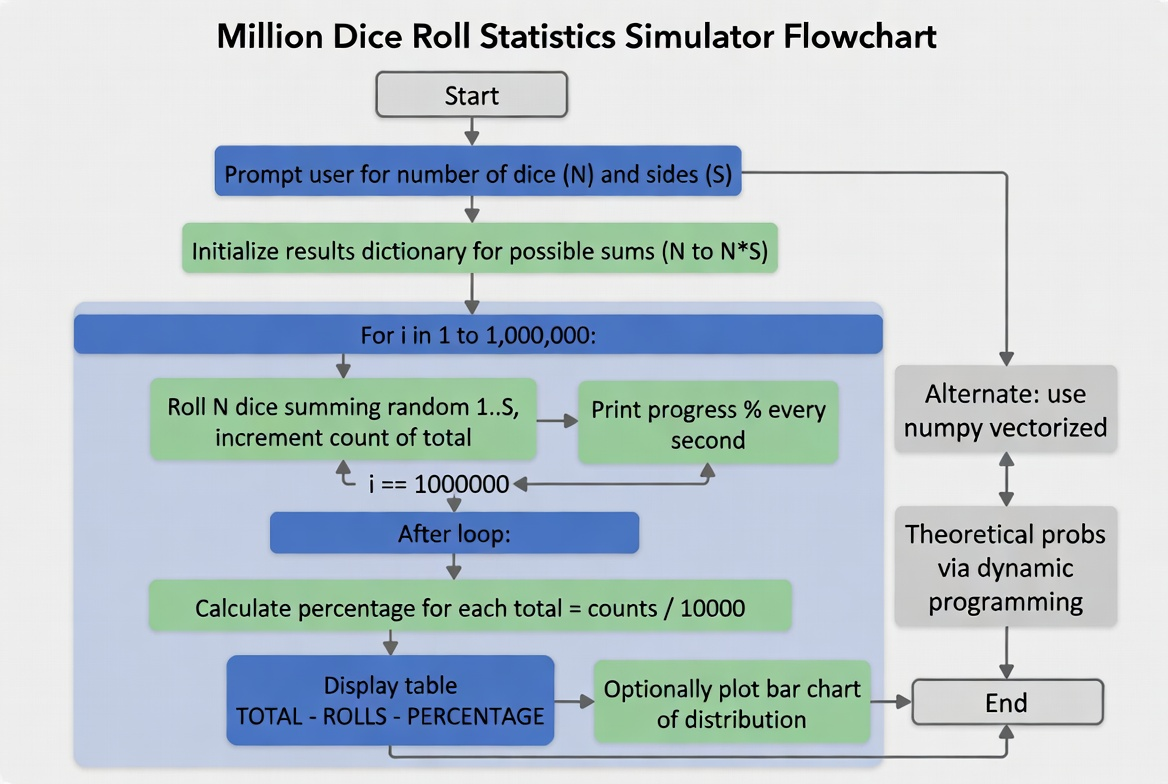 Million Dice Roll Statistics Simulator Flowchart
Start
Prompt user for number of dice (N) and sides (S)
Initialize results dictionary for possible sums (N to N*S)
For i in 1 to 1,000,000:
Roll N dice summing random 1..S,
increment count of total
Print progress % every
second
i == 1000000
After loop:
Calculate percentage for each total = counts / 10000
Display table
TOTAL - ROLLS - PERCENTAGE
Optionally plot bar chart
of distribution
Alternate: use
numpy vectorized
Theoretical probs
via dynamic
programming
End